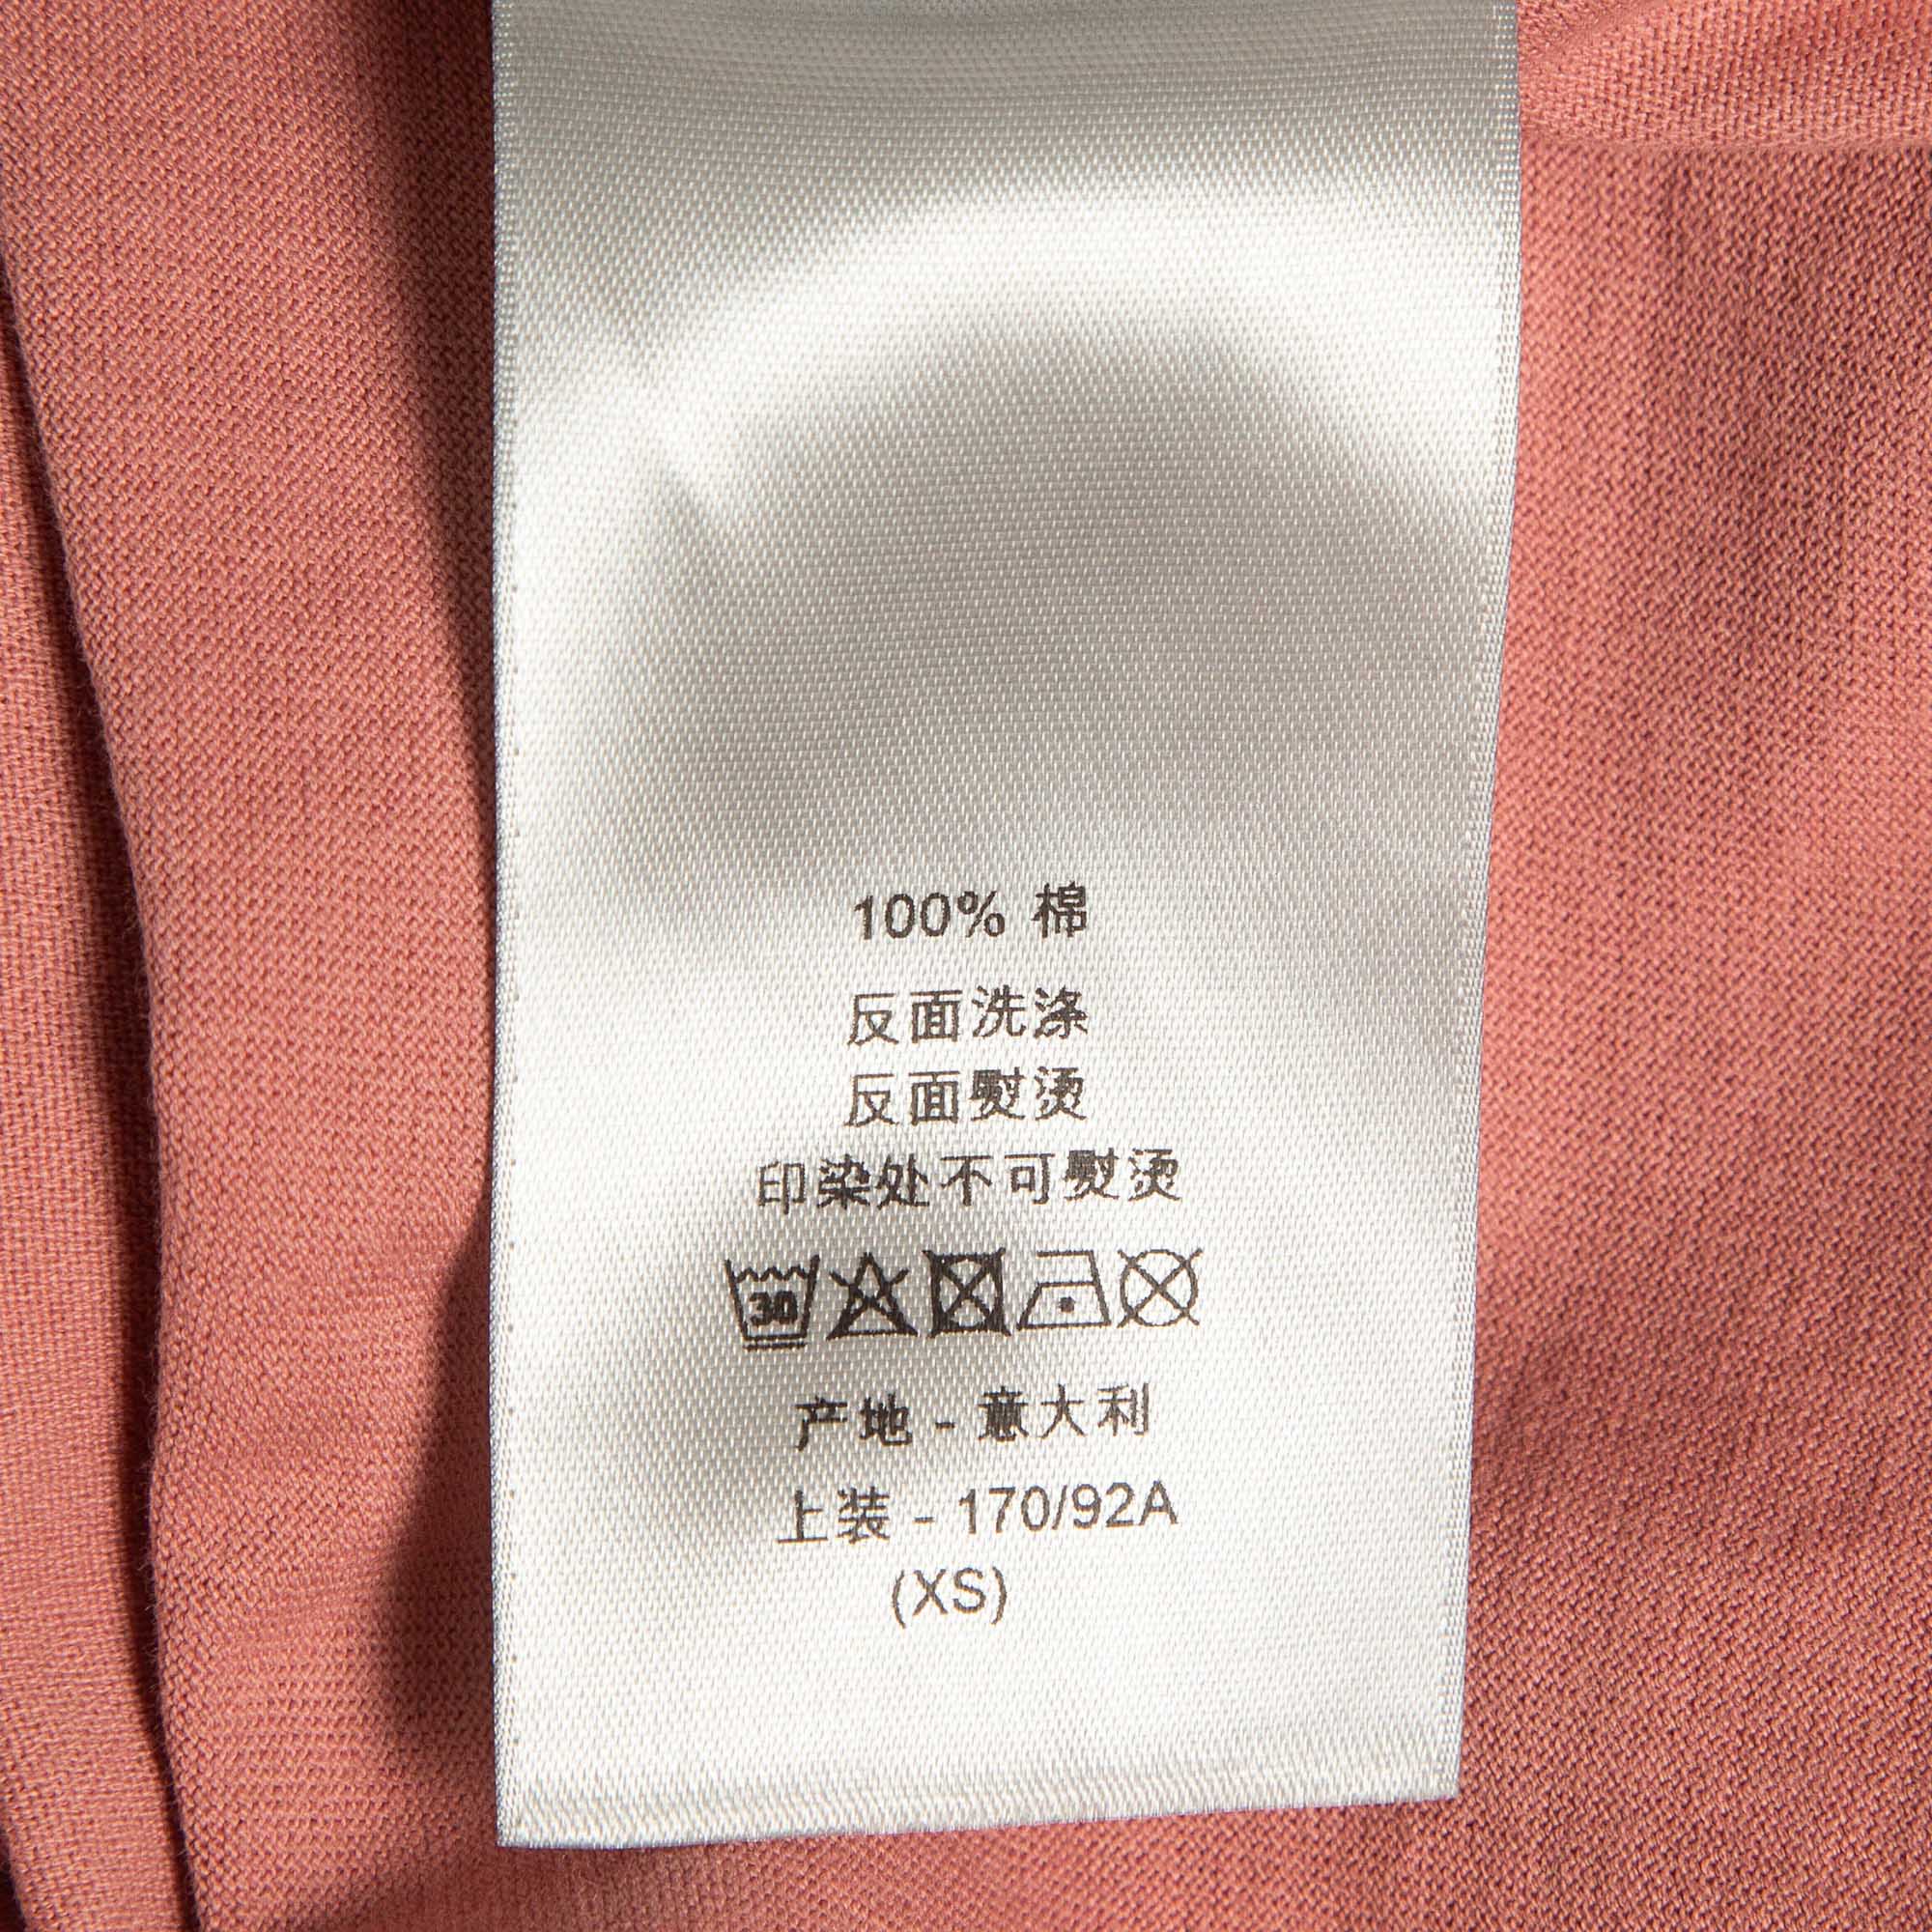 100% 棉
反面洗涤
反面熨烫
印染处不可熨烫
30
产地 - 意大利
上装 - 170/92A
(XS)